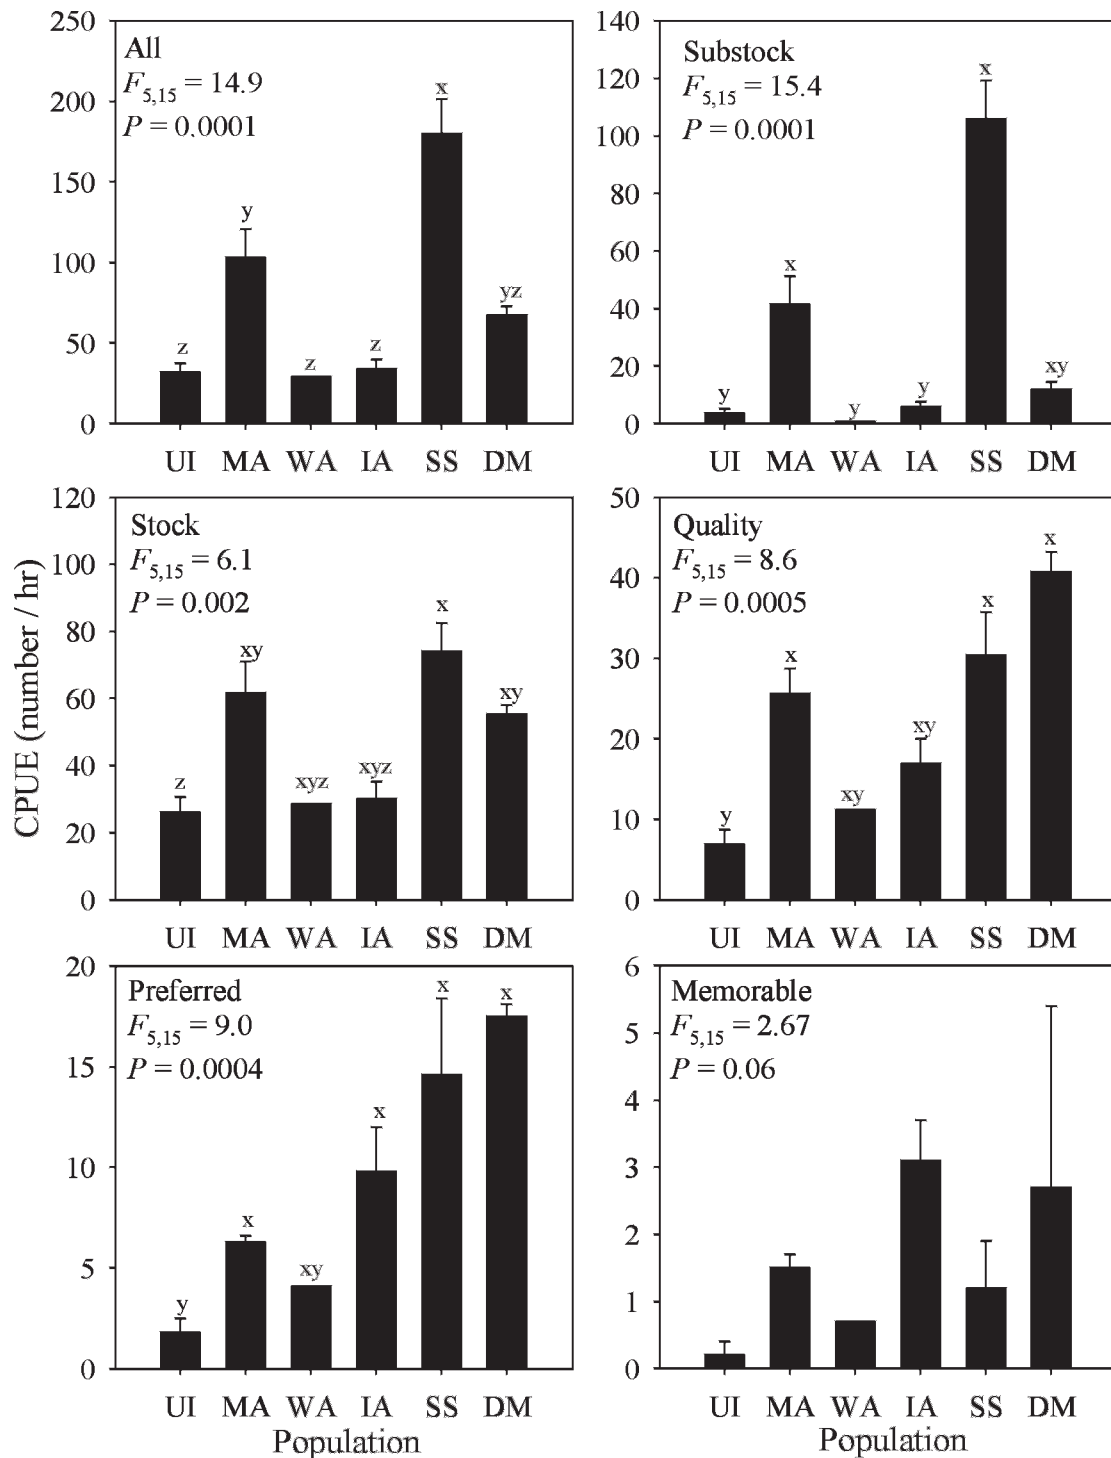 All
F5,15 = 14.9
P = 0.0001
250
200
150
100
50
0
z
y
z
z
x
yz
UI MA WA IA SS DM
Substock
F5,15 = 15.4
P = 0.0001
140
120
100
80
60
40
20
0
y
x
y
y
x
xy
UI MA WA IA SS DM
CPUE (number / hr)
Stock
F5,15 = 6.1
P = 0.002
120
100
80
60
40
20
0
z
xy
xyz
xyz
x
xy
UI MA WA IA SS DM
Quality
F5,15 = 8.6
P = 0.0005
50
40
30
20
10
0
y
x
xy
xy
x
x
UI MA WA IA SS DM
Preferred
F5,15 = 9.0
P = 0.0004
20
15
10
5
0
y
x
xy
x
x
x
UI MA WA IA SS DM
Population
Memorable
F5,15 = 2.67
P = 0.06
6
5
4
3
2
1
0
UI MA WA IA SS DM
Population